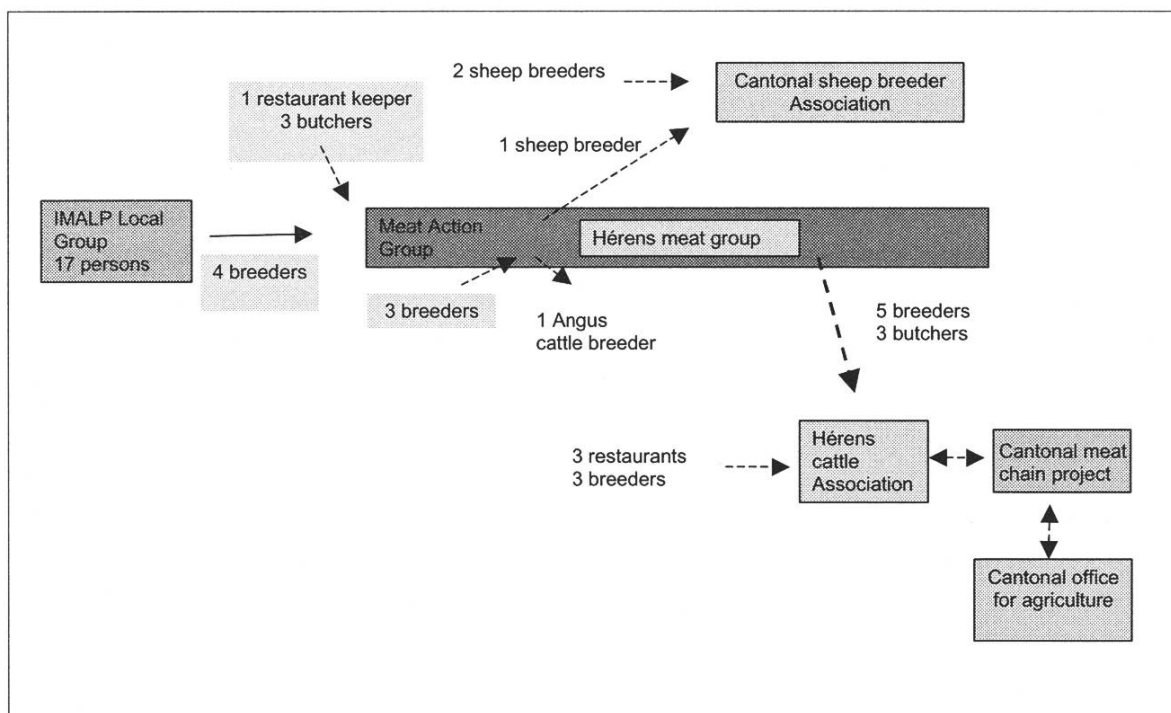 2 sheep breeders
Cantonal sheep breeder
Association
1 restaurant keeper
3 butchers
1 sheep breeder
IMALP Local
Group
17 persons
4 breeders
Meat Action
Group
Hérens meat group
3 breeders
1 Angus
cattle breeder
5 breeders
3 butchers
3 restaurants
3 breeders
Hérens
cattle
Association
Cantonal meat
chain project
Cantonal office
for agriculture